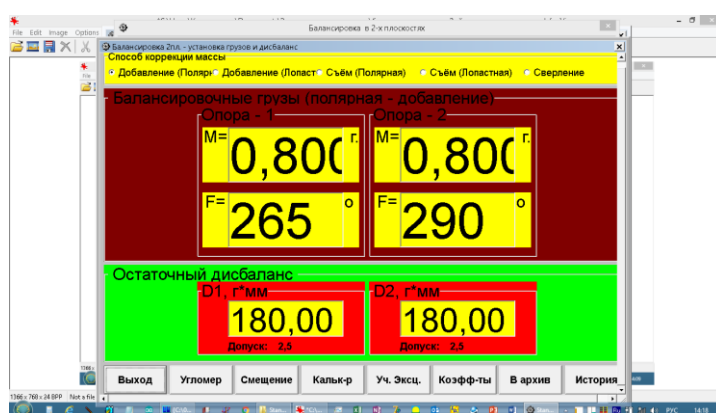 Балансировка в 2-х плоскостях
File Edit Image Options
Балансировка 2пл. - установка грузов и дисбаланс
Способ коррекции массы
Добавление (Поляр Добавление (Лопаст Съём (Полярная) Съём (Лопастная) Сверление
Балансировочные грузы (полярная - добавление)
Опора - 1 Опора - 2
M= 0,800 г. M= 0,800 г.
F= 265 о F= 290 о
Остаточный дисбаланс
D1, г*мм D2, г*мм
180,00 180,00
Допуск: 2,5 Допуск: 2,5
Выход Угломер Смещение Кальк-р Уч. Эксц. Коэфф-ты В архив История
1366 x 768 x 24 BPP Not a file
РУС 14:18